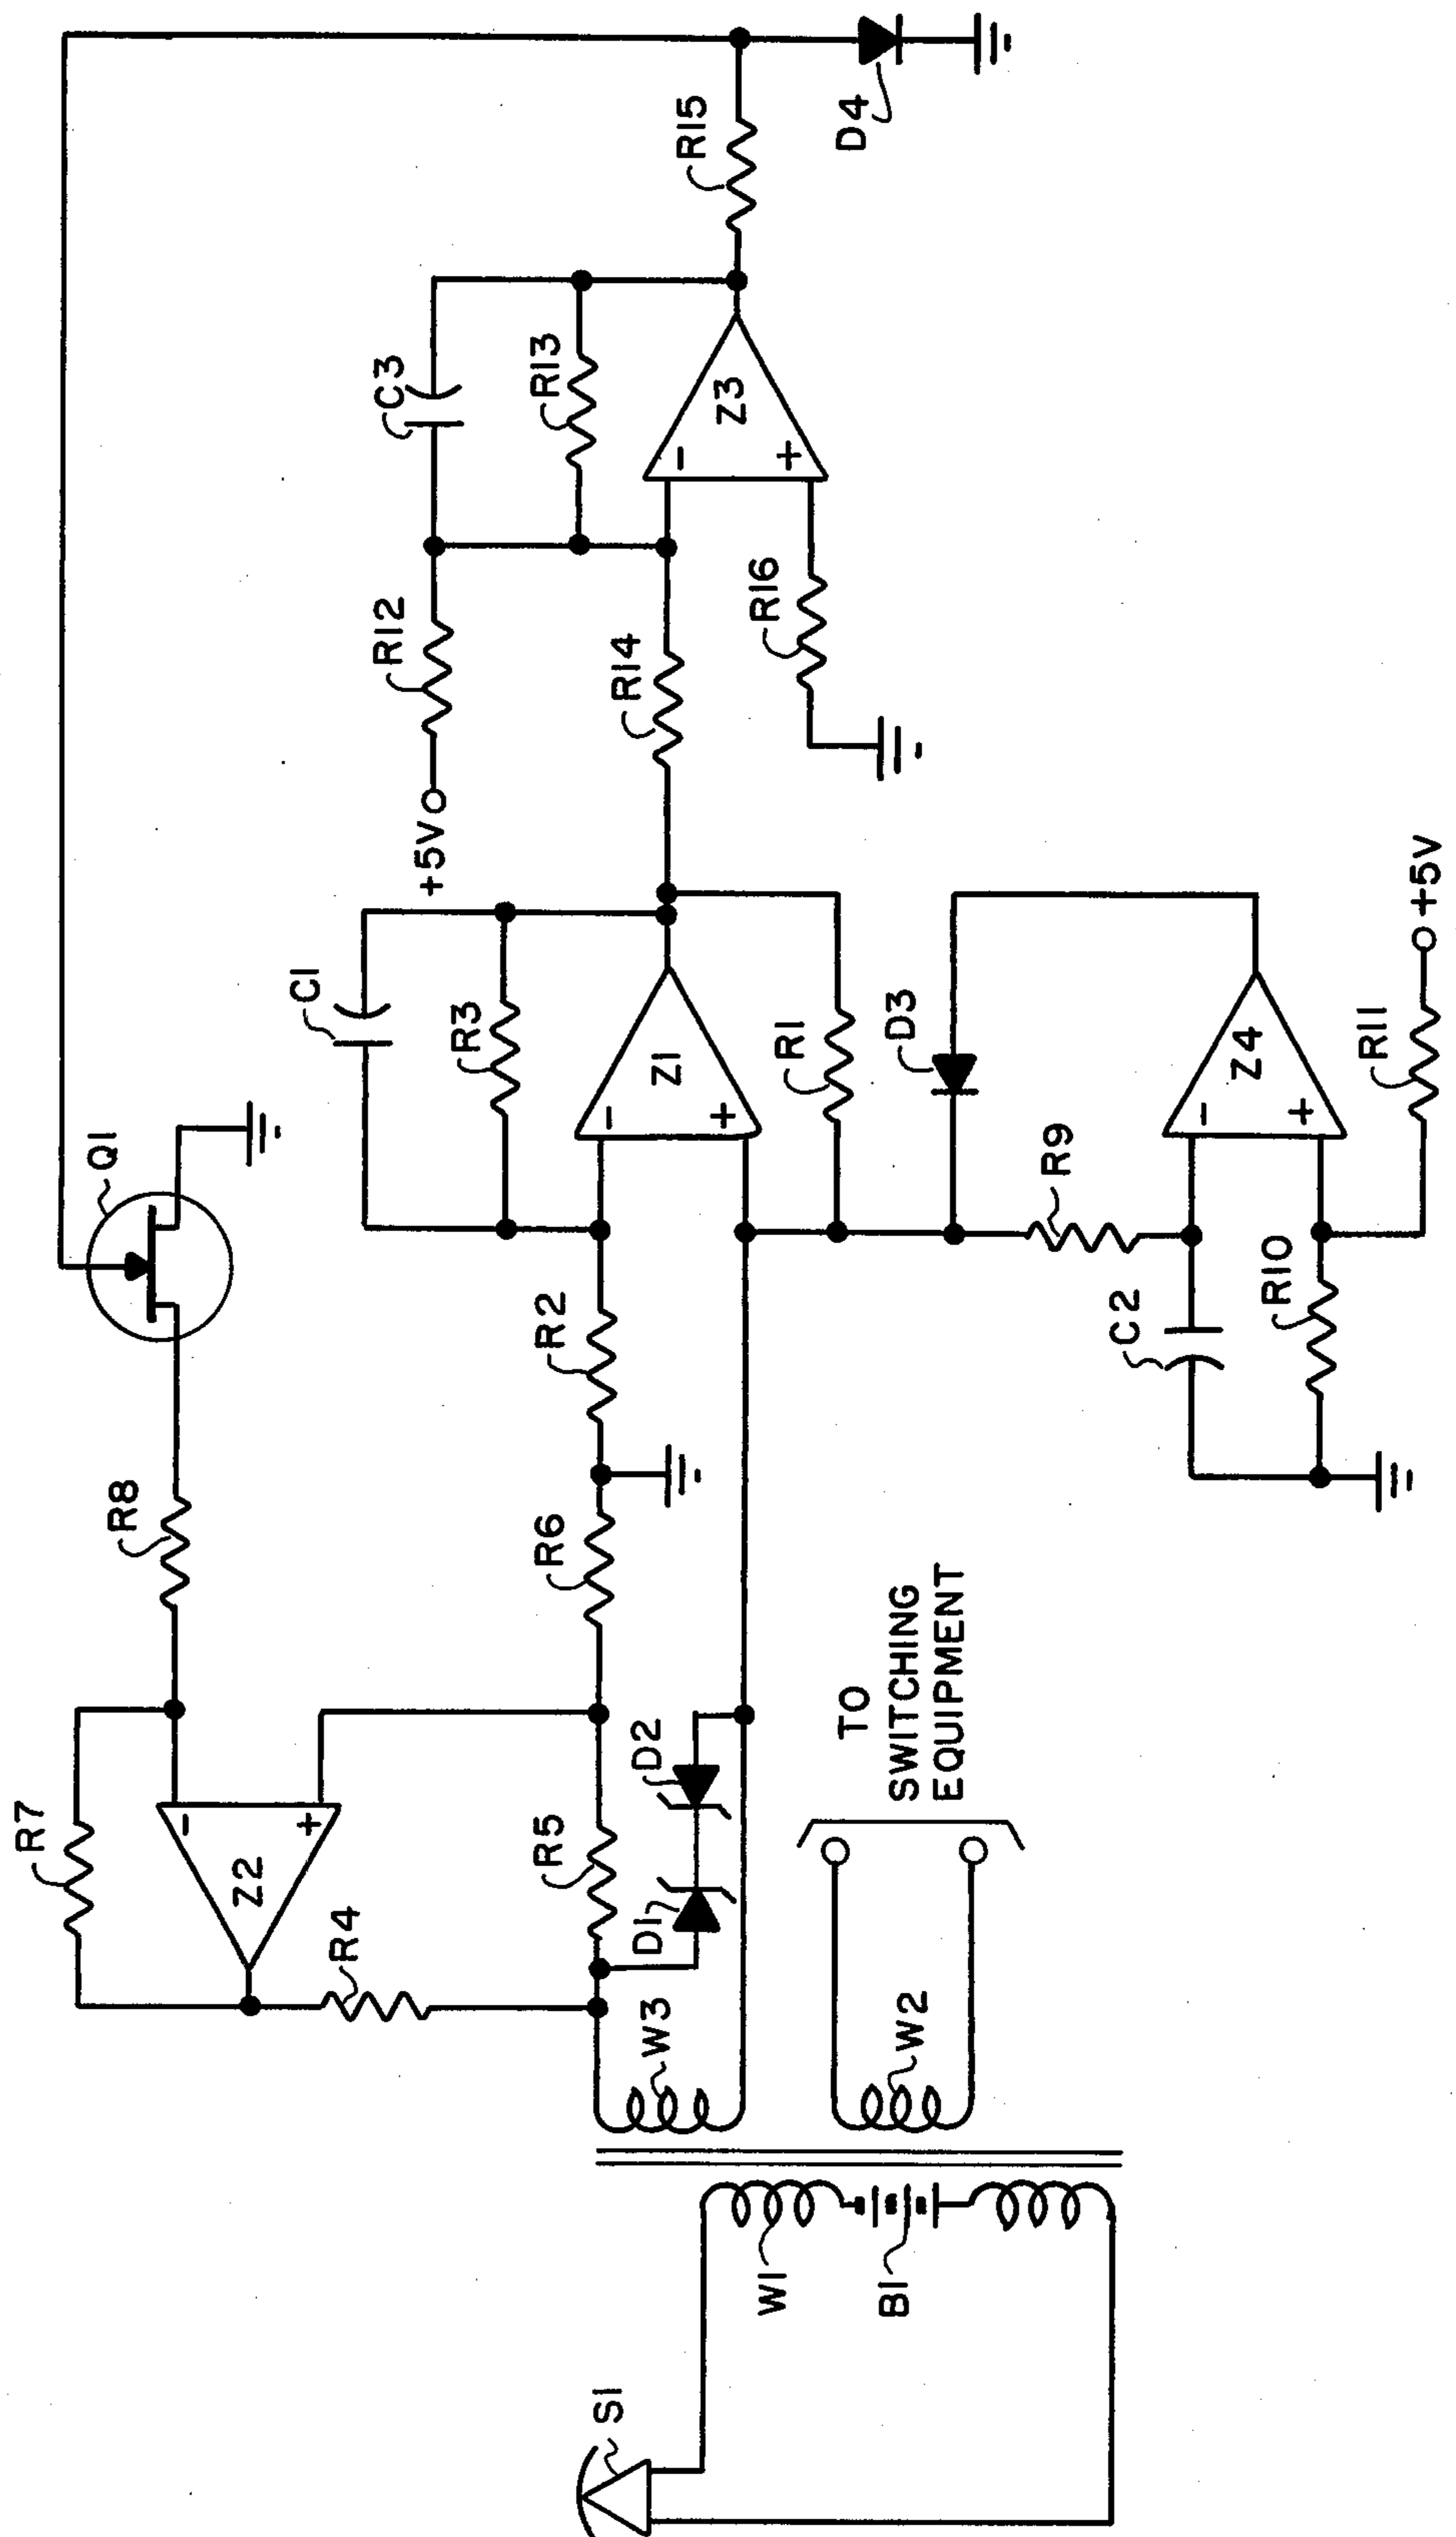 R15
D4
C3
R13
Z3
-
+
R12
R14
R16
+5V
C1
R3
Z1
-
+
R1
Q1
D3
Z4
-
+
R11
+5V
R9
R2
C2
R10
R8
R6
TO
SWITCHING
EQUIPMENT
R7
Z2
-
+
R4
R5
D2
D1
W3
W2
W1
B1
S1